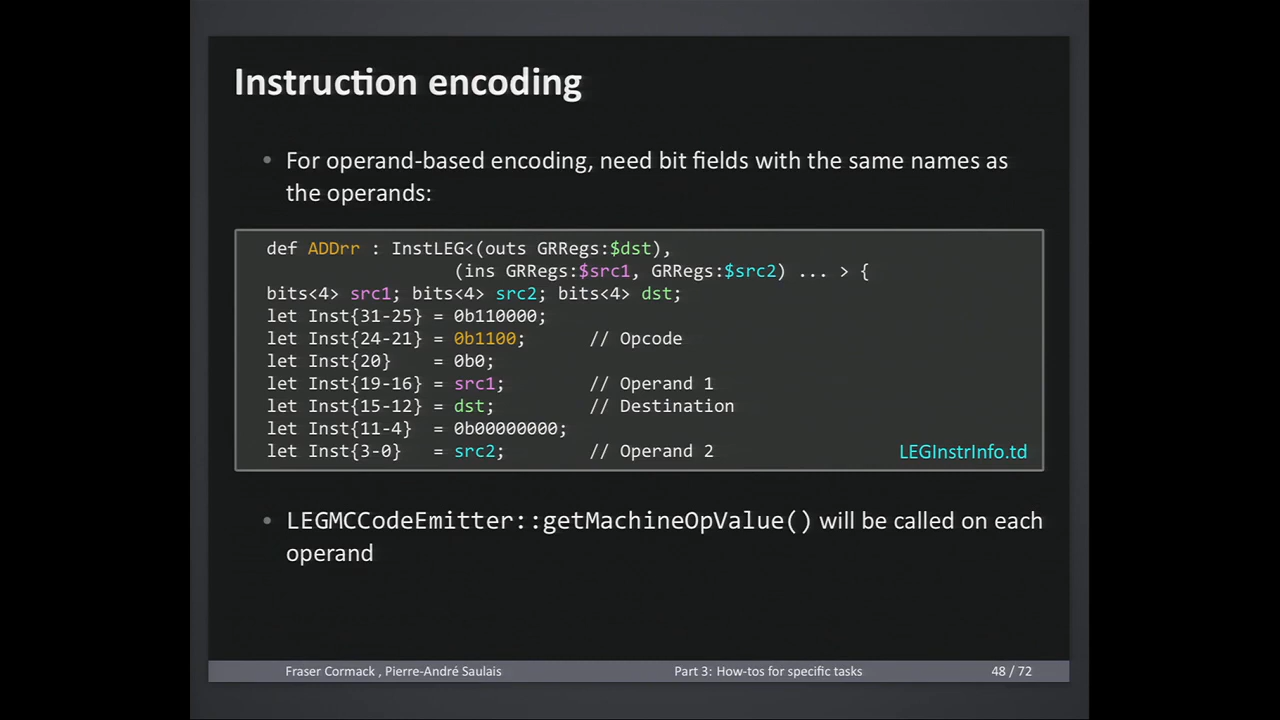 Instruction encoding
• For operand-based encoding, need bit fields with the same names as
the operands:
def ADDrr : InstLEG<(outs GRRegs:$dst),
(ins GRRegs:$src1, GRRegs:$src2) ... > {
bits<4> src1; bits<4> src2; bits<4> dst;
let Inst{31-25} = 0b110000;
let Inst{24-21} = 0b1100; // Opcode
let Inst{20} = 0b0;
let Inst{19-16} = src1; // Operand 1
let Inst{15-12} = dst; // Destination
let Inst{11-4} = 0b00000000;
let Inst{3-0} = src2; // Operand 2
LEGInstrInfo.td
• LEGMCCodeEmitter::getMachineOpValue() will be called on each
operand
Fraser Cormack , Pierre-André Saulais
Part 3: How-tos for specific tasks
48 / 72